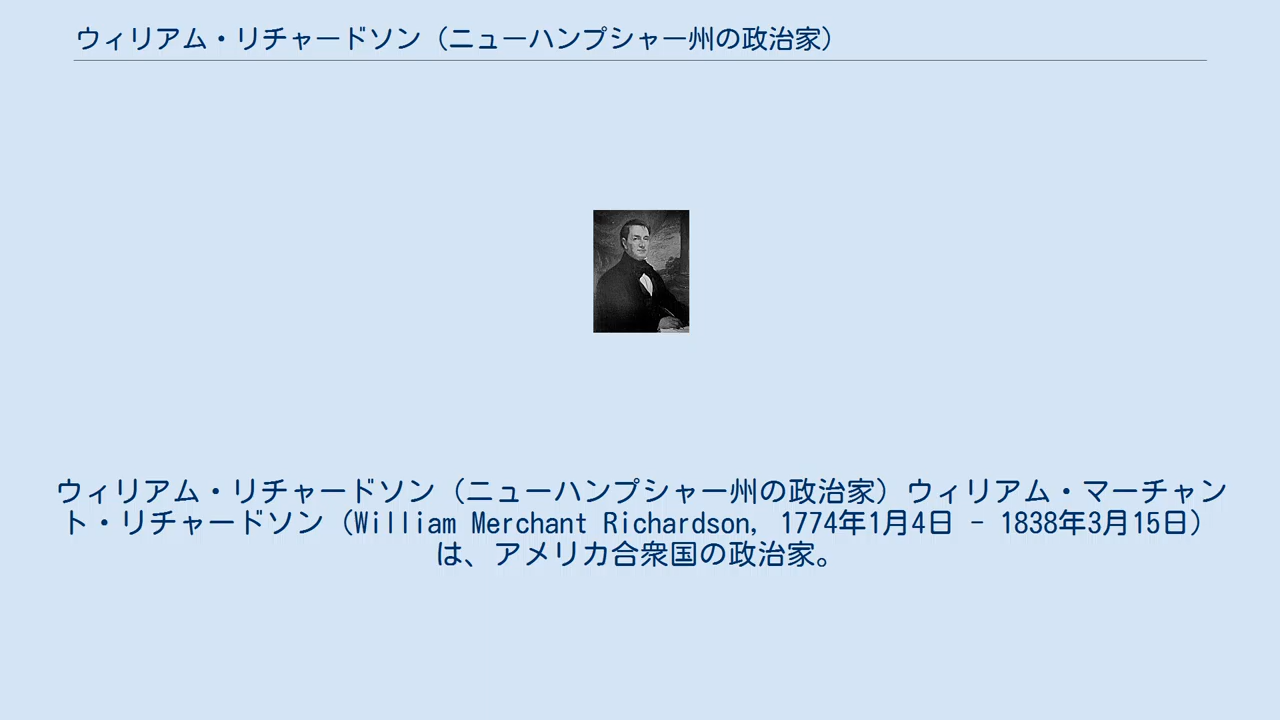 ウィリアム・リチャードソン（ニューハンプシャー州の政治家）
ウィリアム・リチャードソン（ニューハンプシャー州の政治家）ウィリアム・マーチャン
ト・リチャードソン（William Merchant Richardson, 1774年1月4日 - 1838年3月15日）
は、アメリカ合衆国の政治家。